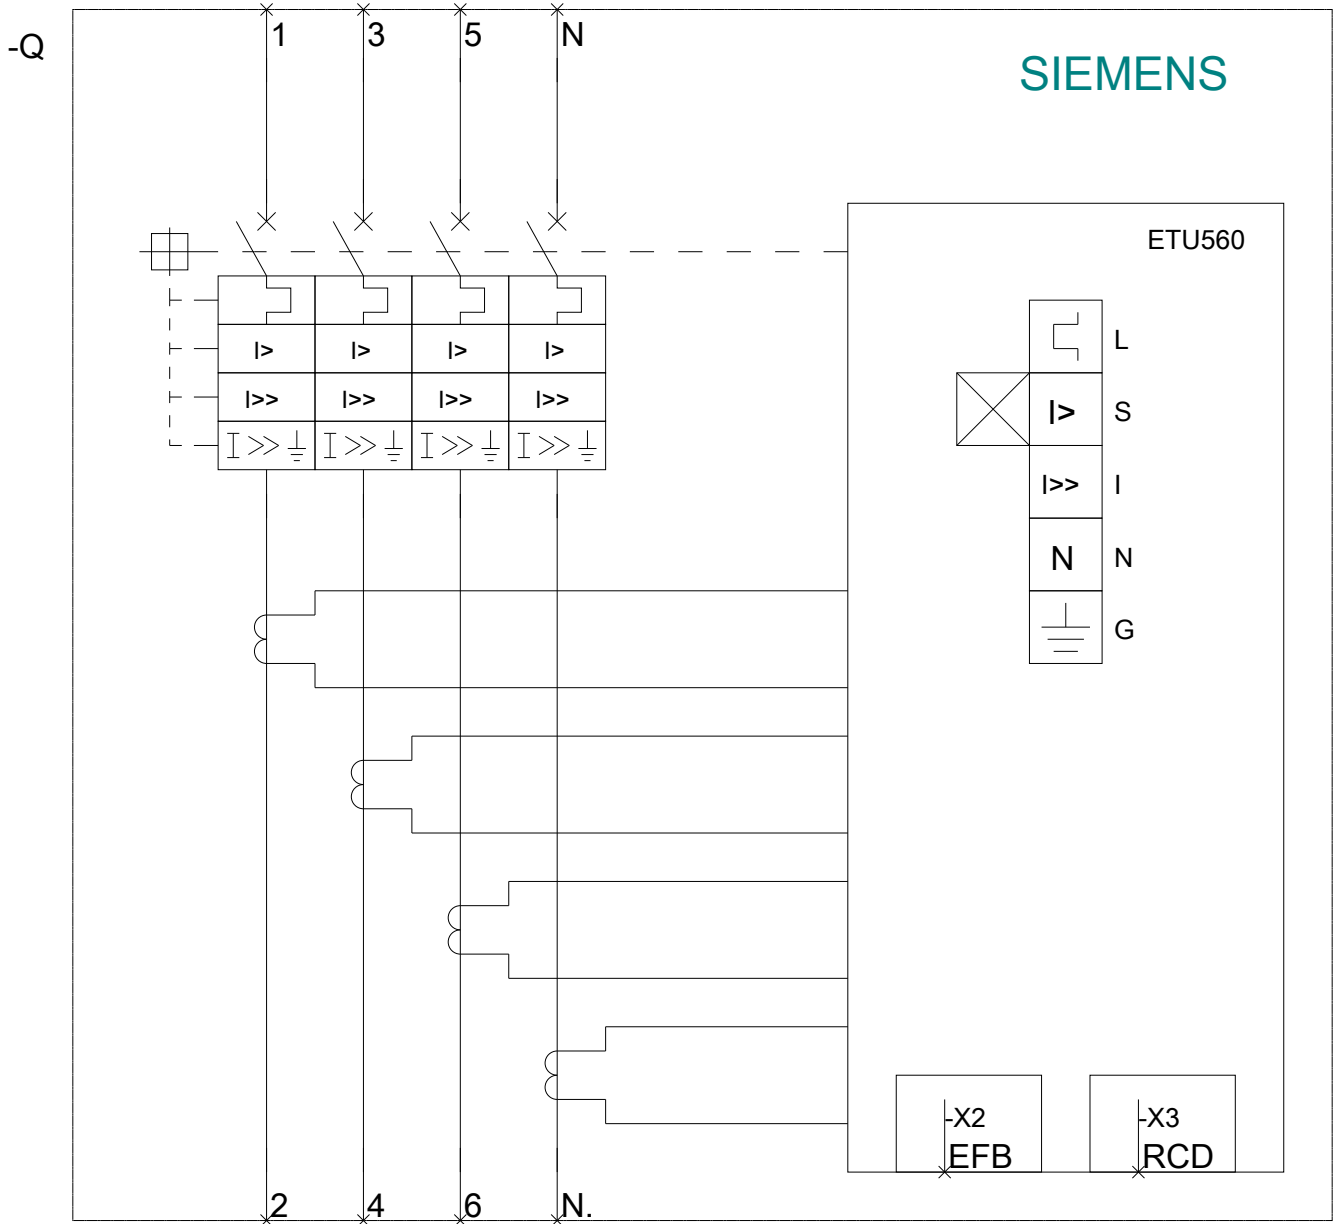 1 3 5 N
-Q
SIEMENS
ETU560
I> I> I> I>
I>> I>> I>> I>>
I>> I>> I>> I>>
L
I> S
I>> I
N N
G
-X2 -X3
EFB RCD
2 4 6 N.